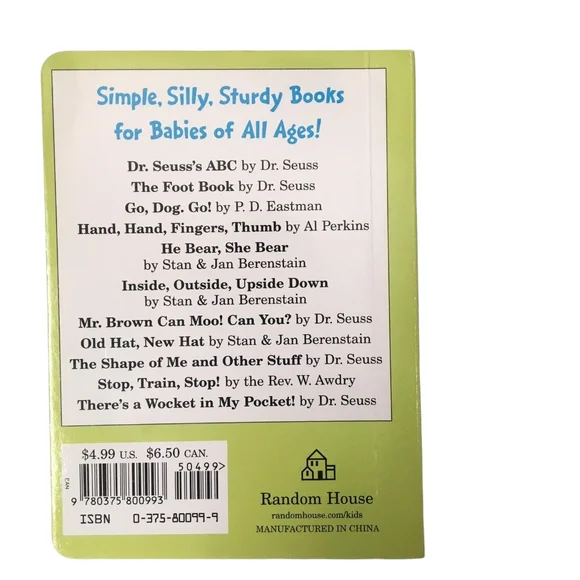 Simple, Silly, Sturdy Books
for Babies of All Ages!
Dr. Seuss's ABC by Dr. Seuss
The Foot Book by Dr. Seuss
Go, Dog. Go! by P. D. Eastman
Hand, Hand, Fingers, Thumb by Al Perkins
He Bear, She Bear
by Stan & Jan Berenstain
Inside, Outside, Upside Down
by Stan & Jan Berenstain
Mr. Brown Can Moo! Can You? by Dr. Seuss
Old Hat, New Hat by Stan & Jan Berenstain
The Shape of Me and Other Stuff by Dr. Seuss
Stop, Train, Stop! by the Rev. W. Awdry
There's a Wocket in My Pocket! by Dr. Seuss
$4.99 U.S. $6.50 CAN.
50499>
EAN
9 780375 800993
ISBN 0-375-80099-9
Random House
randomhouse.com/kids
MANUFACTURED IN CHINA